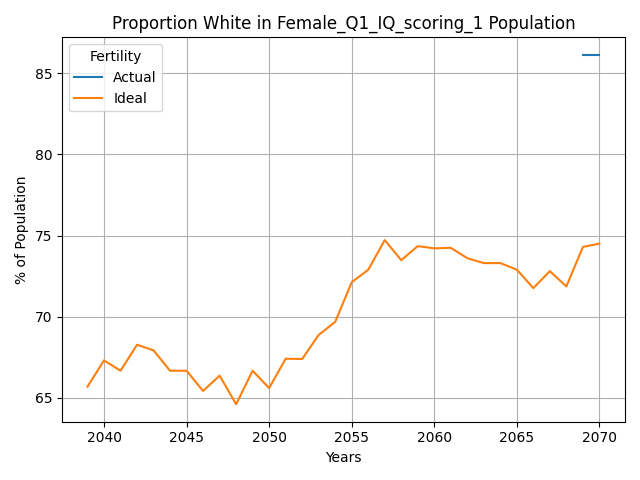 Proportion White in Female_Q1_IQ_scoring_1 Population
Fertility
Actual
Ideal
% of Population
85
80
75
70
65
2040 2045 2050 2055 2060 2065 2070
Years